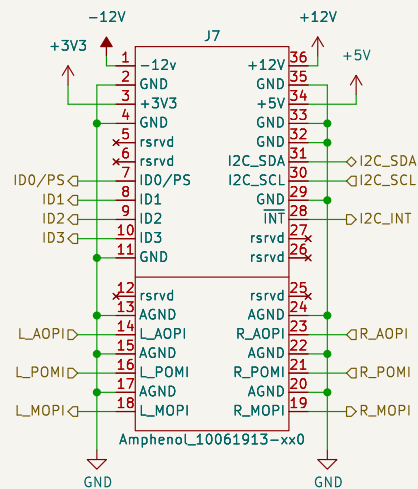 -12V
+12V
+3V3
J7
+5V
1 -12v +12V 36
2 GND GND 35
3 +3V3 +5V 34
4 GND GND 33
5 rsrvd GND 32
6 rsrvd I2C_SDA 31 I2C_SDA
ID0/PS 7 ID0/PS I2C_SCL 30 I2C_SCL
ID1 8 ID1 GND 29
ID2 9 ID2 INT 28 I2C_INT
ID3 10 ID3 rsrvd 27
11 GND rsrvd 26
12 rsrvd rsrvd 25
13 AGND AGND 24
L_AOPI 14 L_AOPI R_AOPI 23 R_AOPI
15 AGND AGND 22
L_POMI 16 L_POMI R_POMI 21 R_POMI
17 AGND AGND 20
L_MOPI 18 L_MOPI R_MOPI 19 R_MOPI
Amphenol_10061913-xx0
GND
GND